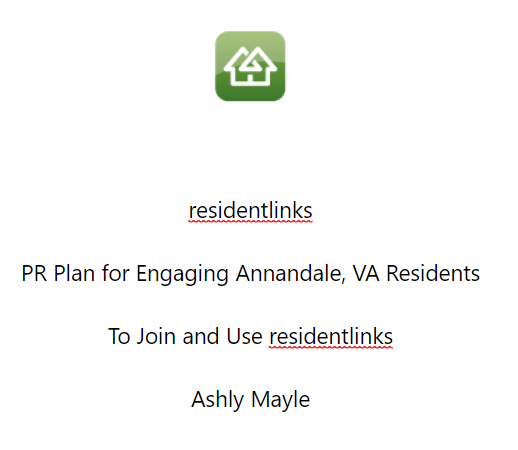 residentlinks
PR Plan for Engaging Annandale, VA Residents
To Join and Use residentlinks
Ashly Mayle